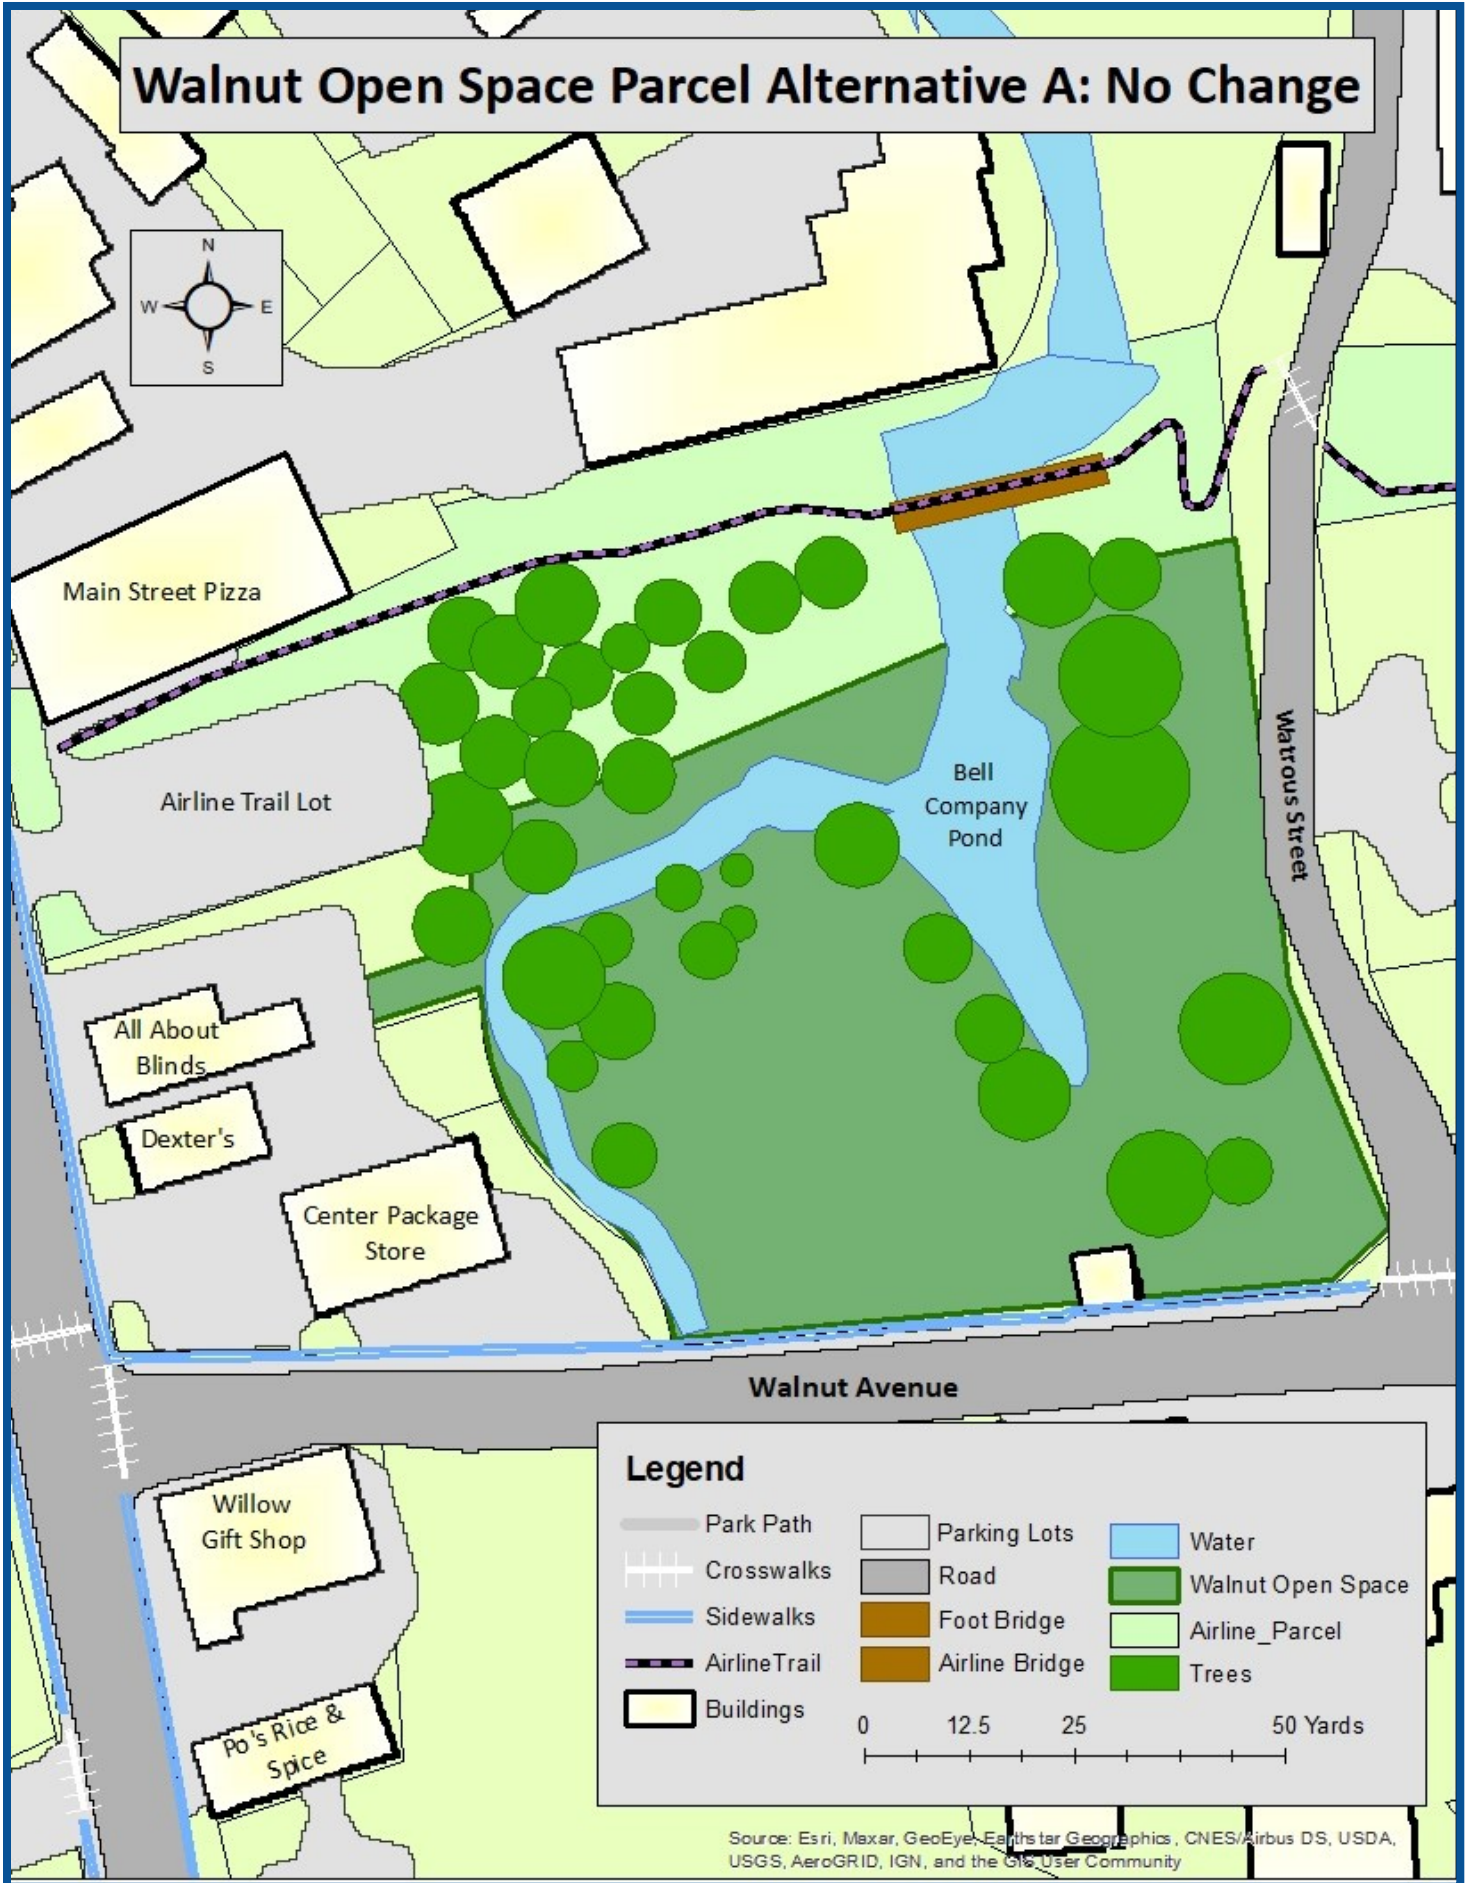 Walnut Open Space Parcel Alternative A: No Change
N
W
E
S
Main Street Pizza
Airline Trail Lot
Bell
Company
Pond
Watrous Street
All About
Blinds
Dexter's
Center Package
Store
Walnut Avenue
Willow
Gift Shop
Po's Rice &
Spice
Legend
Park Path
Crosswalks
Sidewalks
AirlineTrail
Buildings
Parking Lots
Road
Foot Bridge
Airline Bridge
Water
Walnut Open Space
Airline_Parcel
Trees
0 12.5 25 50 Yards
Source: Esri, Maxar, GeoEye, Earthstar Geographics, CNES/Airbus DS, USDA,
USGS, AeroGRID, IGN, and the GIS User Community